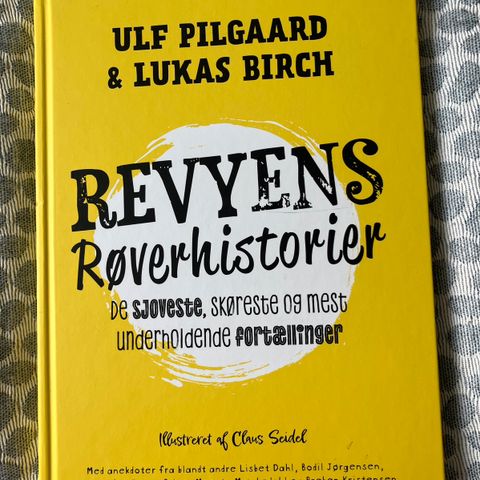 ULF PILGAARD
& LUKAS BIRCH
REVYENS
Røverhistorier
De SJOVESTE, SKØRESTE OG MEST
UNDERHOLDENDE FORTÆLLINGER
Illustreret af Claus Seidel
Med anekdoter fra blandt andre Lisbet Dahl, Bodil Jørgensen,